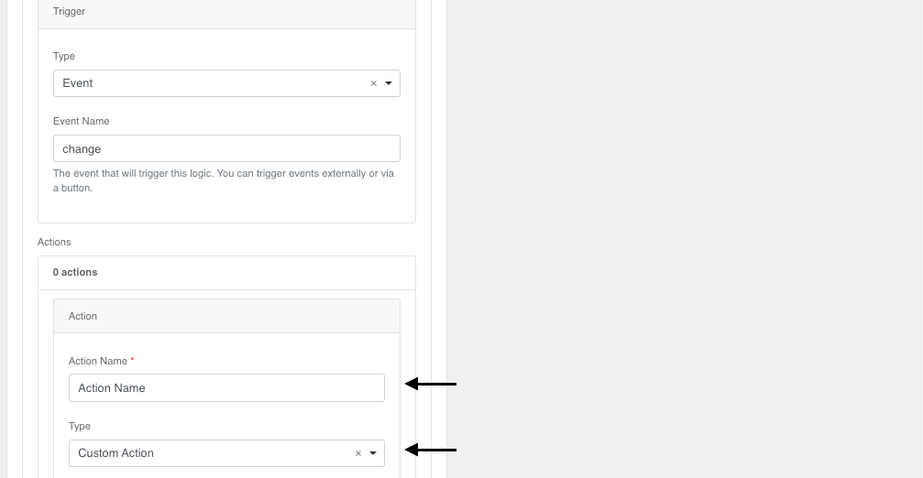 Trigger
Type
Event
Event Name
change
The event that will trigger this logic. You can trigger events externally or via
a button.
Actions
0 actions
Action
Action Name *
Action Name
Type
Custom Action